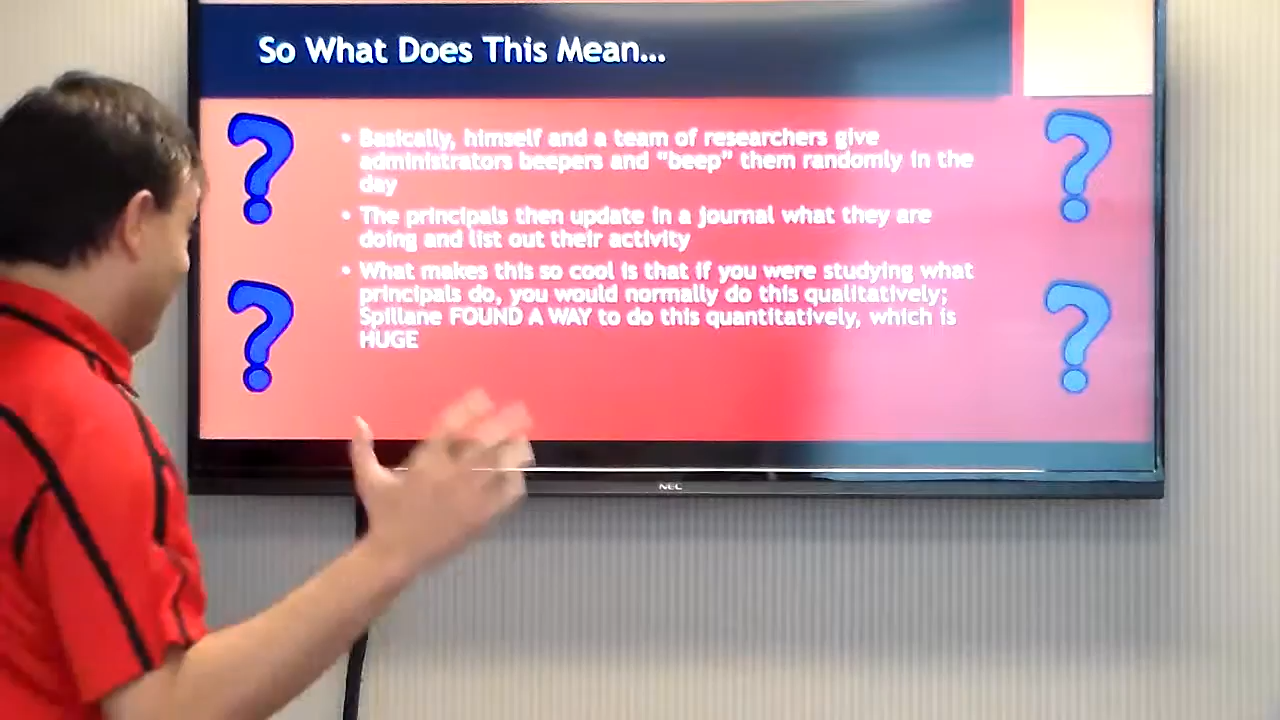 So What Does This Mean...
• Basically, himself and a team of researchers give
administrators beepers and “beep” them randomly in the
day
• The principals then update in a journal what they are
doing and list out their activity
• What makes this so cool is that if you were studying what
principals do, you would normally do this qualitatively;
Spillane FOUND A WAY to do this quantitatively, which is
HUGE
NEC